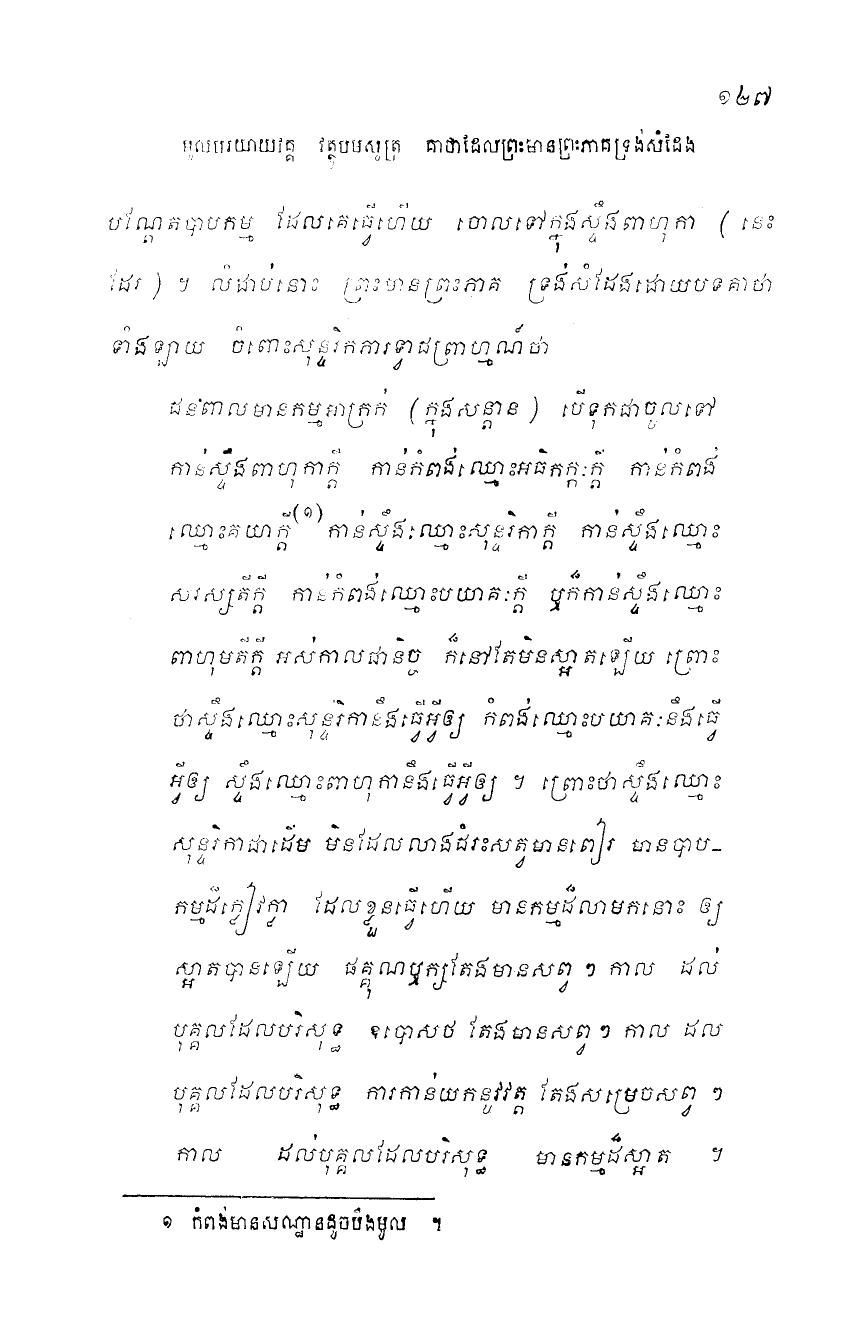 ១២៧
មូលបរយាយវគ្គ វត្ថូបមសូត្រ គាថាដែលព្រះមានព្រះភាគទ្រង់សំដែង
បណ្តែតបាបកម្ម ដែលគេធ្វើហើយ ចោលទៅក្នុងស្ទឹងពាហុកា ( នេះ
ដែរ ) ។ លំដាប់នោះ ព្រះមានព្រះភាគ ទ្រង់សំដែងដោយបទគាថា
ទាំងឡាយ ចំពោះសុន្ទរិកភារទ្វាជព្រាហ្មណ៍ថា
ជនពាលមានកម្មអាក្រក់ (ក្នុងសន្តាន ) បើទុកជាចូលទៅ
កាន់ស្ទឹងពាហុកាក្តី កាន់កំពង់ឈ្មោះអធិកក្កៈក្តី កាន់កំពង់
ឈ្មោះគយាក្តី(១) កាន់ស្ទឹងឈ្មោះសុន្ទរិកាក្តី កាន់ស្ទឹងឈ្មោះ
សរស្សតីក្តី កាន់កំពង់ឈ្មោះបយាគៈក្តី ឬក៏កាន់ស្ទឹងឈ្មោះ
ពាហុមតីក្តី អស់កាលជានិច្ច ក៏នៅតែមិនស្អាតឡើយ ព្រោះ
ថាស្ទឹងឈ្មោះសុន្ទរិកានឹងធ្វើអ្វីឲ្យ កំពង់ឈ្មោះបយាគៈនឹងធ្វើ
អ្វីឲ្យ ស្ទឹងឈ្មោះពាហុកានឹងធ្វើអ្វីឲ្យ ។ ព្រោះថាស្ទឹងឈ្មោះ
សុន្ទរិកាជាដើម មិនដែលលាងជំរះសត្វមានពៀរ មានបាប-
កម្មដ៏ក្ងៀវក្ងា ដែលខ្លួនធ្វើហើយ មានកម្មដ៏លាមកនោះ ឲ្យ
ស្អាតបានឡើយ ផគ្គុណឬក្សតែងមានសព្វ ៗ កាល ដល់
បុគ្គលដែលបរិសុទ្ធ ឧបោសថ តែងមានសព្វ ៗ កាល ដល់
បុគ្គលដែលបរិសុទ្ធ ការកាន់យកនូវវត្ត តែងសម្រេចសព្វ ៗ
កាល ដល់បុគ្គលដែលបរិសុទ្ធ មានកម្មដ៏ស្អាត ។
១ កំពង់មានសណ្ឋានដូចបឹងមូល ។